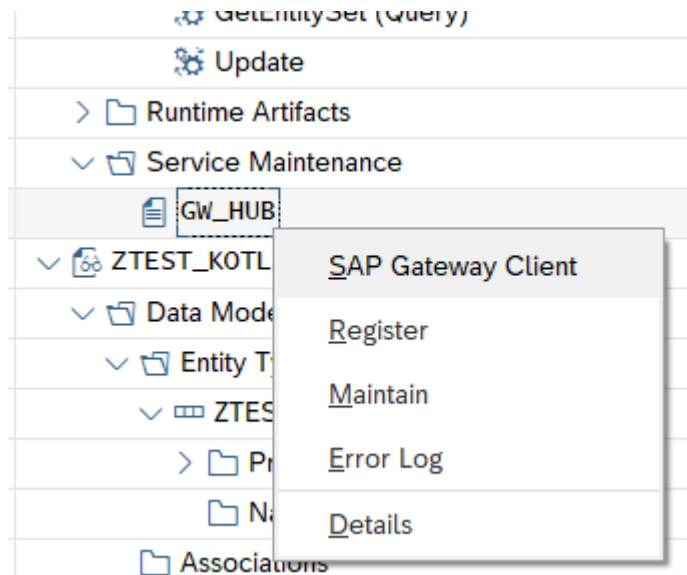 GetEntitySet (Query)
Update
Runtime Artifacts
Service Maintenance
GW_HUB
ZTEST_KOTL
SAP Gateway Client
Data Mode
Register
Entity T
Maintain
ZTES
Error Log
Pr
Na
Details
Associations